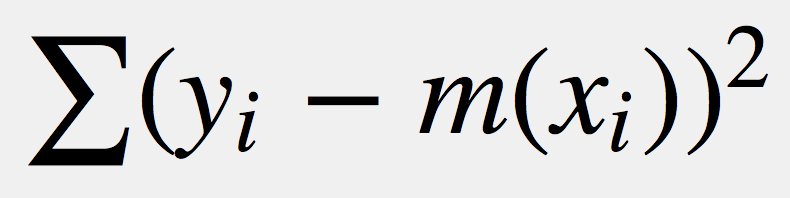 ∑(yᵢ − m(xᵢ))²